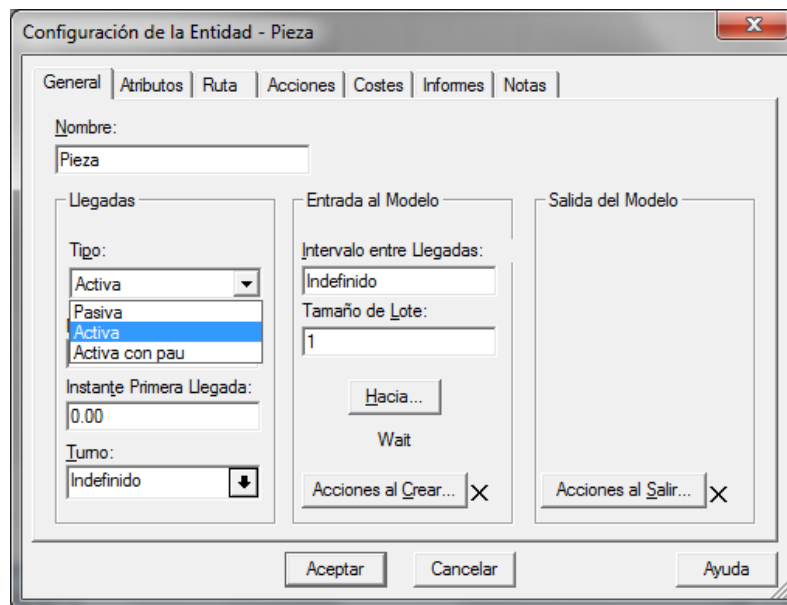 Configuración de la Entidad - Pieza
General Atributos Ruta Acciones Costes Informes Notas
Nombre:
Pieza
Llegadas
Tipo:
Activa
Pasiva
Activa
Activa con pau
Instante Primera Llegada:
0.00
Turno:
Indefinido
Entrada al Modelo
Intervalo entre Llegadas:
Indefinido
Tamaño de Lote:
1
Hacia...
Wait
Acciones al Crear...
Salida del Modelo
Acciones al Salir...
Aceptar Cancelar Ayuda